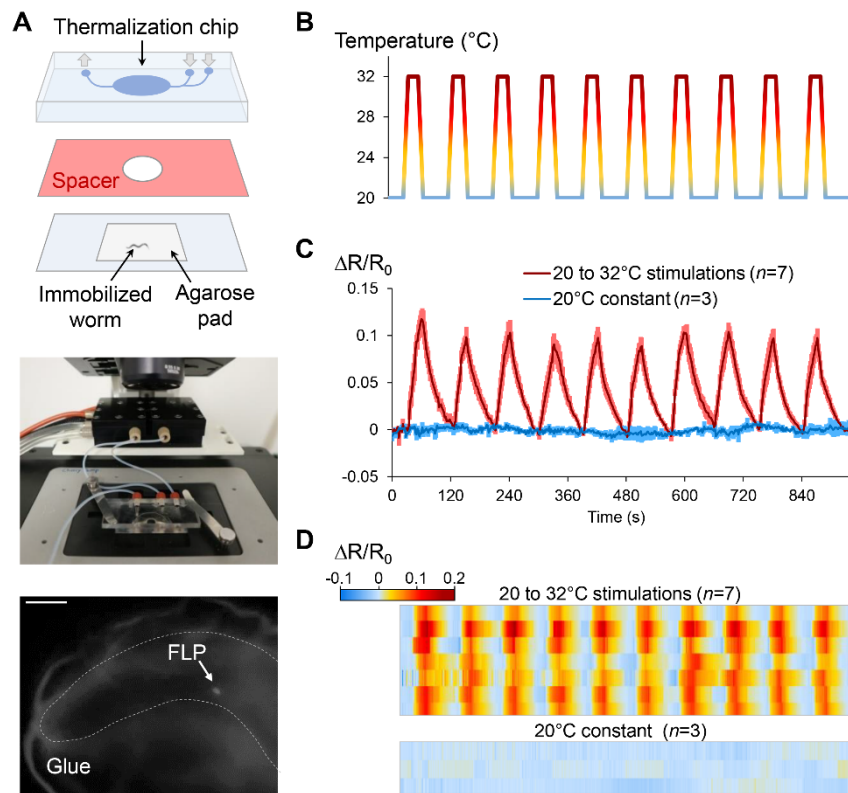 A
Thermalization chip
Spacer
Immobilized
worm
Agarose
pad
FLP
Glue
B
Temperature (°C)
32
28
24
20
C
ΔR/R0
20 to 32°C stimulations (n=7)
20°C constant (n=3)
0.15
0.1
0.05
0
-0.05
0 120 240 360 480 600 720 840
Time (s)
D
ΔR/R0
-0.1 0 0.1 0.2
20 to 32°C stimulations (n=7)
20°C constant (n=3)